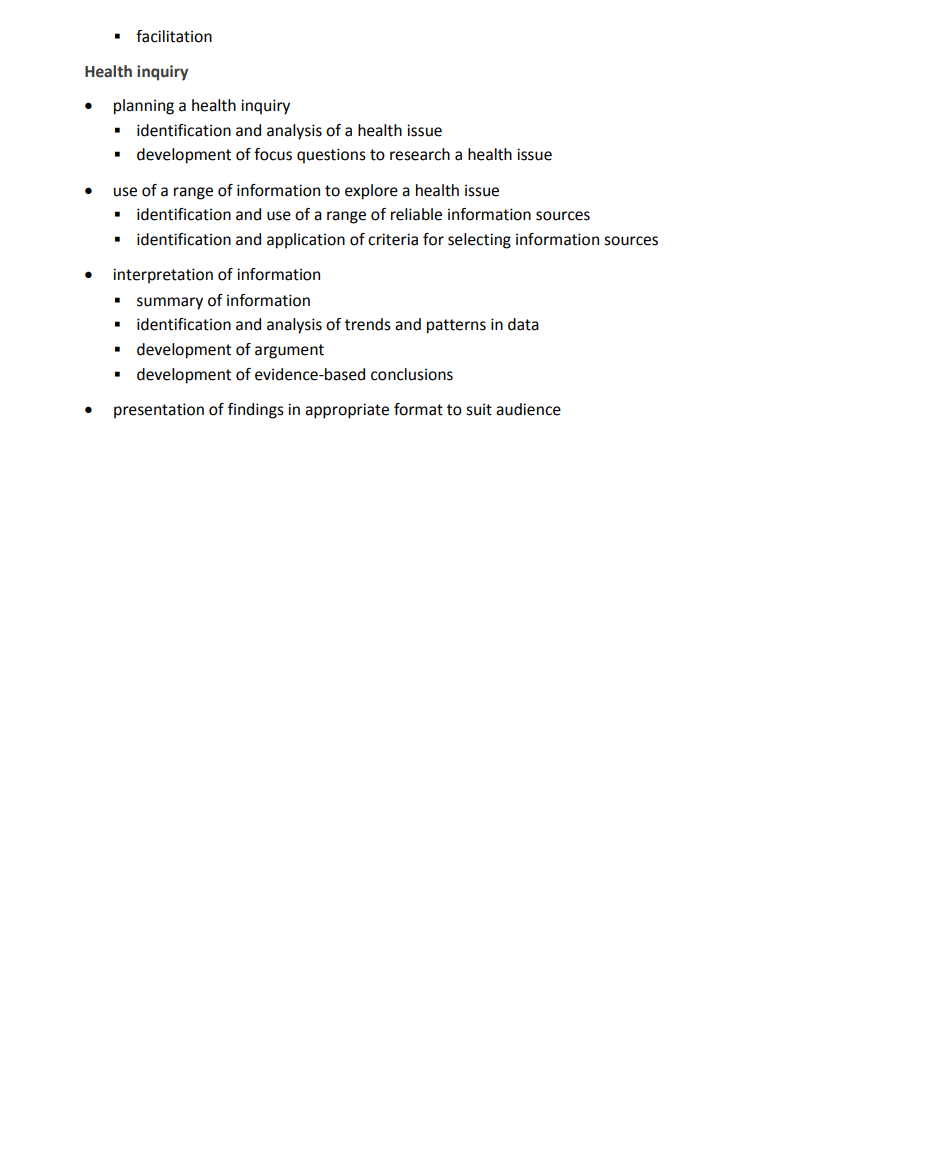 ▪ facilitation
Health inquiry
• planning a health inquiry
▪ identification and analysis of a health issue
▪ development of focus questions to research a health issue
• use of a range of information to explore a health issue
▪ identification and use of a range of reliable information sources
▪ identification and application of criteria for selecting information sources
• interpretation of information
▪ summary of information
▪ identification and analysis of trends and patterns in data
▪ development of argument
▪ development of evidence-based conclusions
• presentation of findings in appropriate format to suit audience